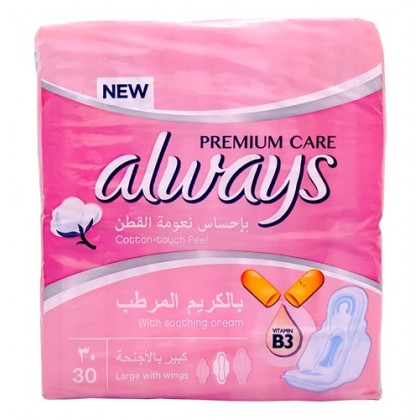 NEW
PREMIUM CARE
always
بإحساس نعومة القطن
Cotton-touch Feel
بالكريم المرطب
With soothing cream
VITAMIN
B3
٣٠ كبير بالأجنحة
30 Large with wings